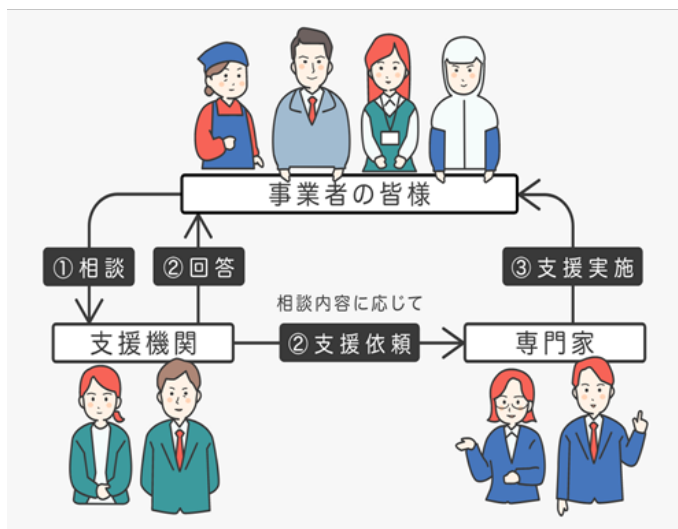 事業者の皆様
①相談
②回答
③支援実施
相談内容に応じて
支援機関
②支援依頼
専門家